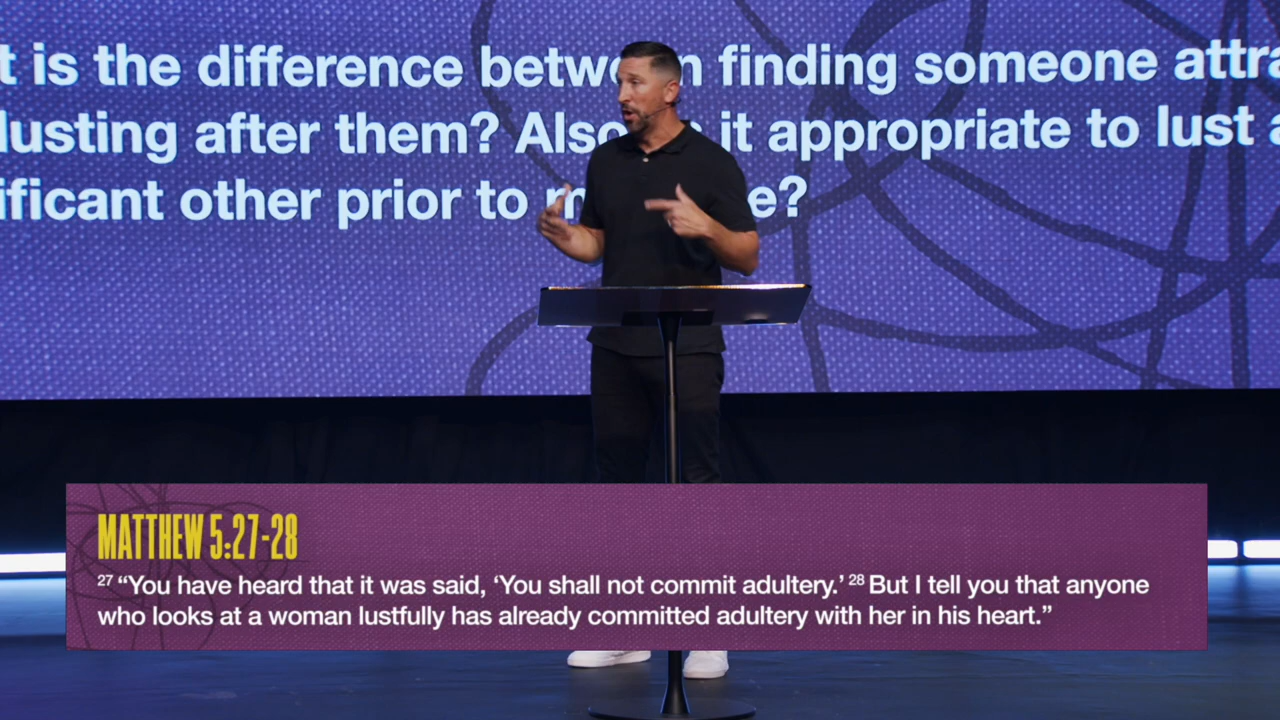 t is the difference between finding someone attra
lusting after them? Also it appropriate to lust a
ificant other prior to m e?
MATTHEW 5:27-28
27 “You have heard that it was said, ‘You shall not commit adultery.’ 28 But I tell you that anyone
who looks at a woman lustfully has already committed adultery with her in his heart.”